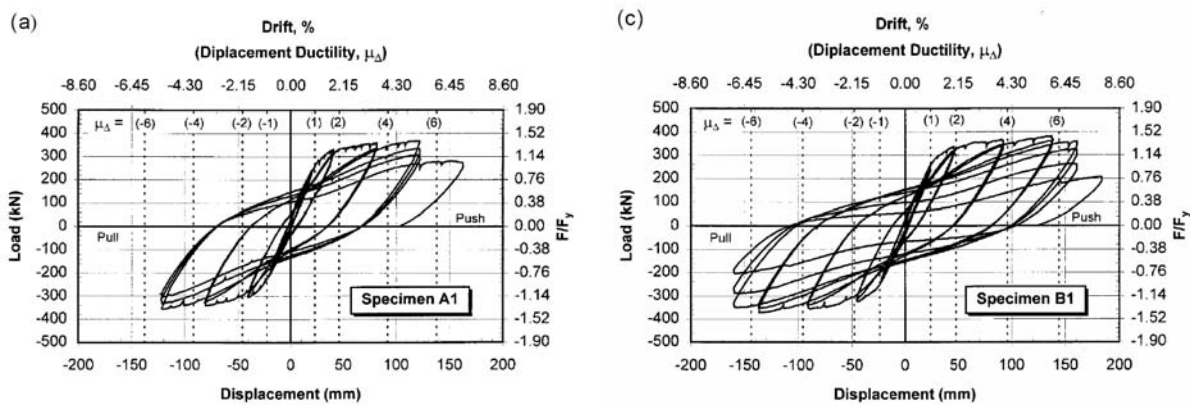 (a)
Drift, %
(Diplacement Ductility, μΔ)
-8.60 -6.45 -4.30 -2.15 0.00 2.15 4.30 6.45 8.60
500 400 300 200 100 0 -100 -200 -300 -400 -500
Load (kN)
μΔ = (-6) (-4) (-2) (-1) (1) (2) (4) (6)
1.90 1.52 1.14 0.76 0.38 0.00 -0.38 -0.76 -1.14 -1.52 -1.90
F/Fy
Push
Pull
Specimen A1
-200 -150 -100 -50 0 50 100 150 200
Displacement (mm)
(c)
Drift, %
(Diplacement Ductility, μΔ)
-8.60 -6.45 -4.30 -2.15 0.00 2.15 4.30 6.45 8.60
500 400 300 200 100 0 -100 -200 -300 -400 -500
Load (kN)
μΔ = (-6) (-4) (-2) (-1) (1) (2) (4) (6)
1.90 1.52 1.14 0.76 0.38 0.00 -0.38 -0.76 -1.14 -1.52 -1.90
F/Fy
Push
Pull
Specimen B1
-200 -150 -100 -50 0 50 100 150 200
Displacement (mm)